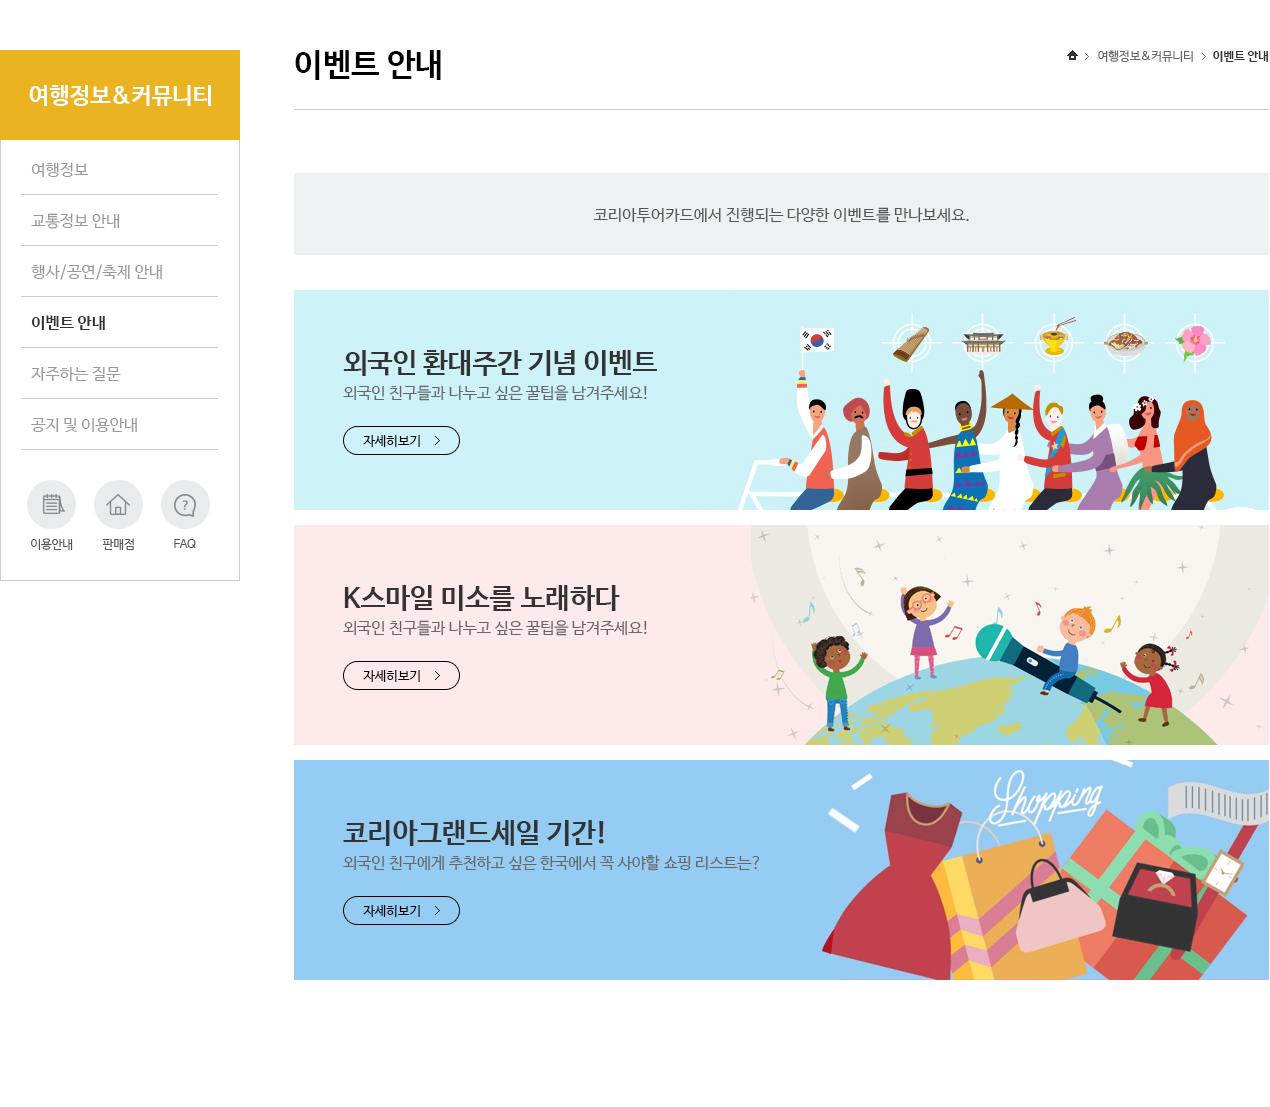 여행정보&커뮤니티
여행정보
교통정보 안내
행사/공연/축제 안내
이벤트 안내
자주하는 질문
공지 및 이용안내
이용안내 판매점 FAQ
이벤트 안내
여행정보&커뮤니티 이벤트 안내
코리아투어카드에서 진행되는 다양한 이벤트를 만나보세요.
외국인 환대주간 기념 이벤트
외국인 친구들과 나누고 싶은 꿀팁을 남겨주세요!
자세히보기
K스마일 미소를 노래하다
외국인 친구들과 나누고 싶은 꿀팁을 남겨주세요!
자세히보기
코리아그랜드세일 기간!
외국인 친구에게 추천하고 싶은 한국에서 꼭 사야할 쇼핑 리스트는?
자세히보기
Shopping